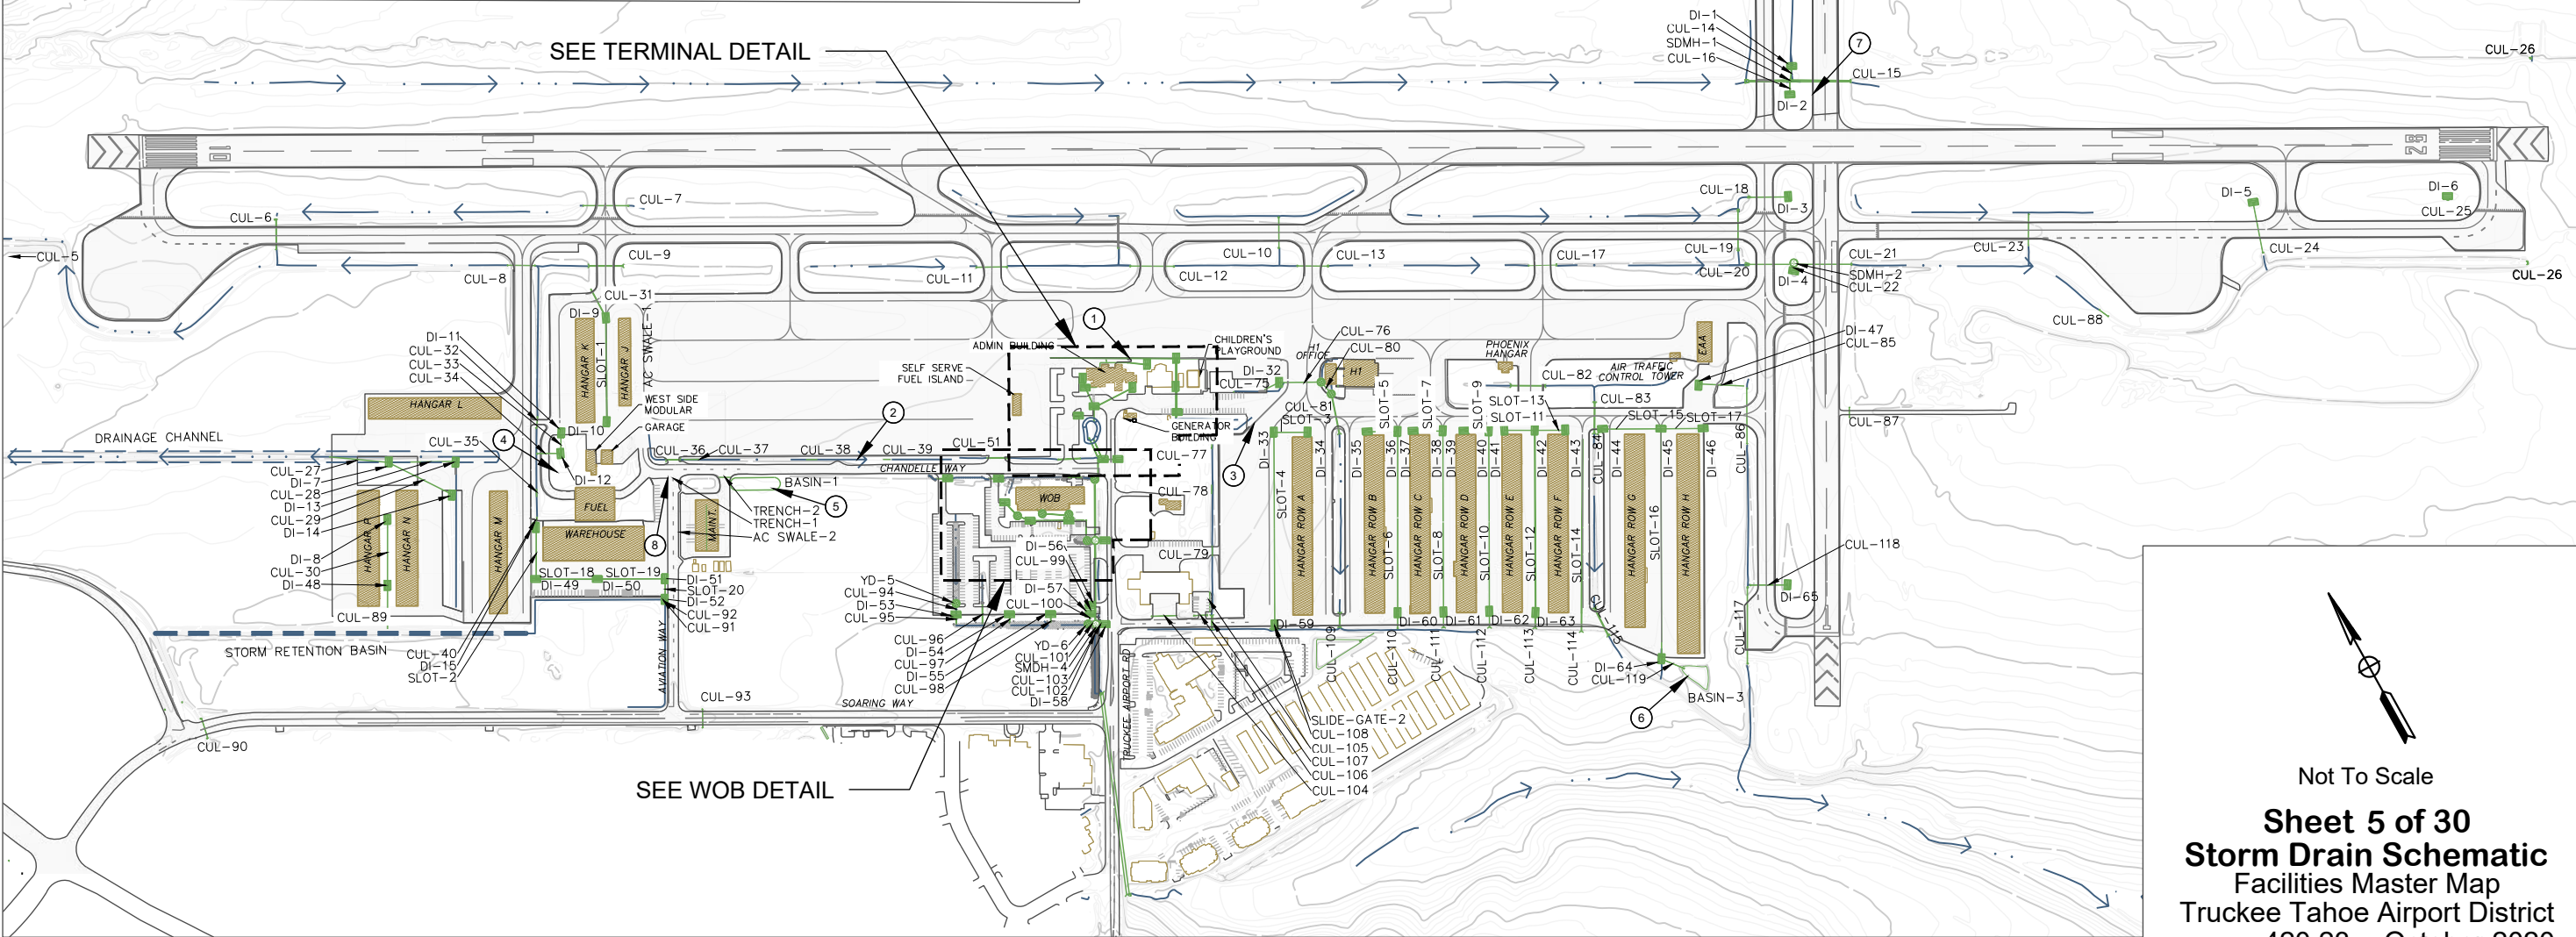 SEE TERMINAL DETAIL
DI-1
CUL-14
SDMH-1
CUL-16
7
CUL-15
DI-2
CUL-26
10
CUL-6
CUL-7
CUL-5
CUL-8
CUL-9
CUL-11
CUL-10
CUL-12
CUL-13
CUL-17
CUL-18
DI-3
CUL-19
CUL-20
DI-4
CUL-21
SDMH-2
CUL-22
CUL-23
DI-5
CUL-24
DI-6
CUL-25
CUL-26
CUL-88
CUL-31
DI-9
DI-11
CUL-32
CUL-33
CUL-34
HANGAR K
SLOT-1
HANGAR J
AC SWALE-1
HANGAR L
DI-10
WEST SIDE
MODULAR
GARAGE
DRAINAGE CHANNEL
CUL-35
4
DI-12
CUL-27
DI-7
CUL-28
DI-13
CUL-29
DI-14
DI-8
CUL-30
DI-48
HANGAR P
HANGAR N
HANGAR M
FUEL
WAREHOUSE
8
MAINT.
CUL-36
CUL-37
CUL-38
CUL-39
CUL-51
2
CHANDELLE WAY
BASIN-1
5
TRENCH-2
TRENCH-1
AC SWALE-2
SLOT-18
SLOT-19
DI-49
DI-50
DI-51
SLOT-20
DI-52
CUL-92
CUL-91
CUL-89
STORM RETENTION BASIN
CUL-40
DI-15
SLOT-2
AVIATION WAY
CUL-93
CUL-90
SOARING WAY
SEE WOB DETAIL
1
ADMIN BUILDING
SELF SERVE
FUEL ISLAND
CHILDREN'S
PLAYGROUND
GENERATOR
BUILDING
CUL-75
DI-32
H1
OFFICE
CUL-76
CUL-80
H1
CUL-81
SLOT-3
3
CUL-77
CUL-78
CUL-79
WOB
DI-56
CUL-99
DI-57
CUL-100
YD-5
CUL-94
DI-53
CUL-95
CUL-96
DI-54
CUL-97
DI-55
CUL-98
YD-6
CUL-101
SMDH-4
CUL-103
CUL-102
DI-58
TRUCKEE AIRPORT RD
DI-33
SLOT-4
DI-34
HANGAR ROW A
DI-35
SLOT-5
HANGAR ROW B
DI-36
SLOT-6
DI-37
SLOT-7
HANGAR ROW C
DI-38
SLOT-8
DI-39
HANGAR ROW D
SLOT-9
DI-40
SLOT-10
DI-41
HANGAR ROW E
SLOT-13
SLOT-11
SLOT-12
DI-42
HANGAR ROW F
DI-43
SLOT-14
CUL-84
DI-44
HANGAR ROW G
SLOT-15
SLOT-16
DI-45
HANGAR ROW H
SLOT-17
DI-46
PHOENIX
HANGAR
CUL-82
CUL-83
AIR TRAFFIC
CONTROL TOWER
EAA
DI-47
CUL-85
CUL-86
CUL-87
CUL-118
DI-65
CUL-117
DI-59
CUL-109
CUL-110
DI-60
CUL-111
DI-61
CUL-112
DI-62
CUL-113
DI-63
CUL-114
DI-64
CUL-119
BASIN-3
6
SLIDE-GATE-2
CUL-108
CUL-105
CUL-107
CUL-106
CUL-104
Not To Scale
Sheet 5 of 30
Storm Drain Schematic
Facilities Master Map
Truckee Tahoe Airport District